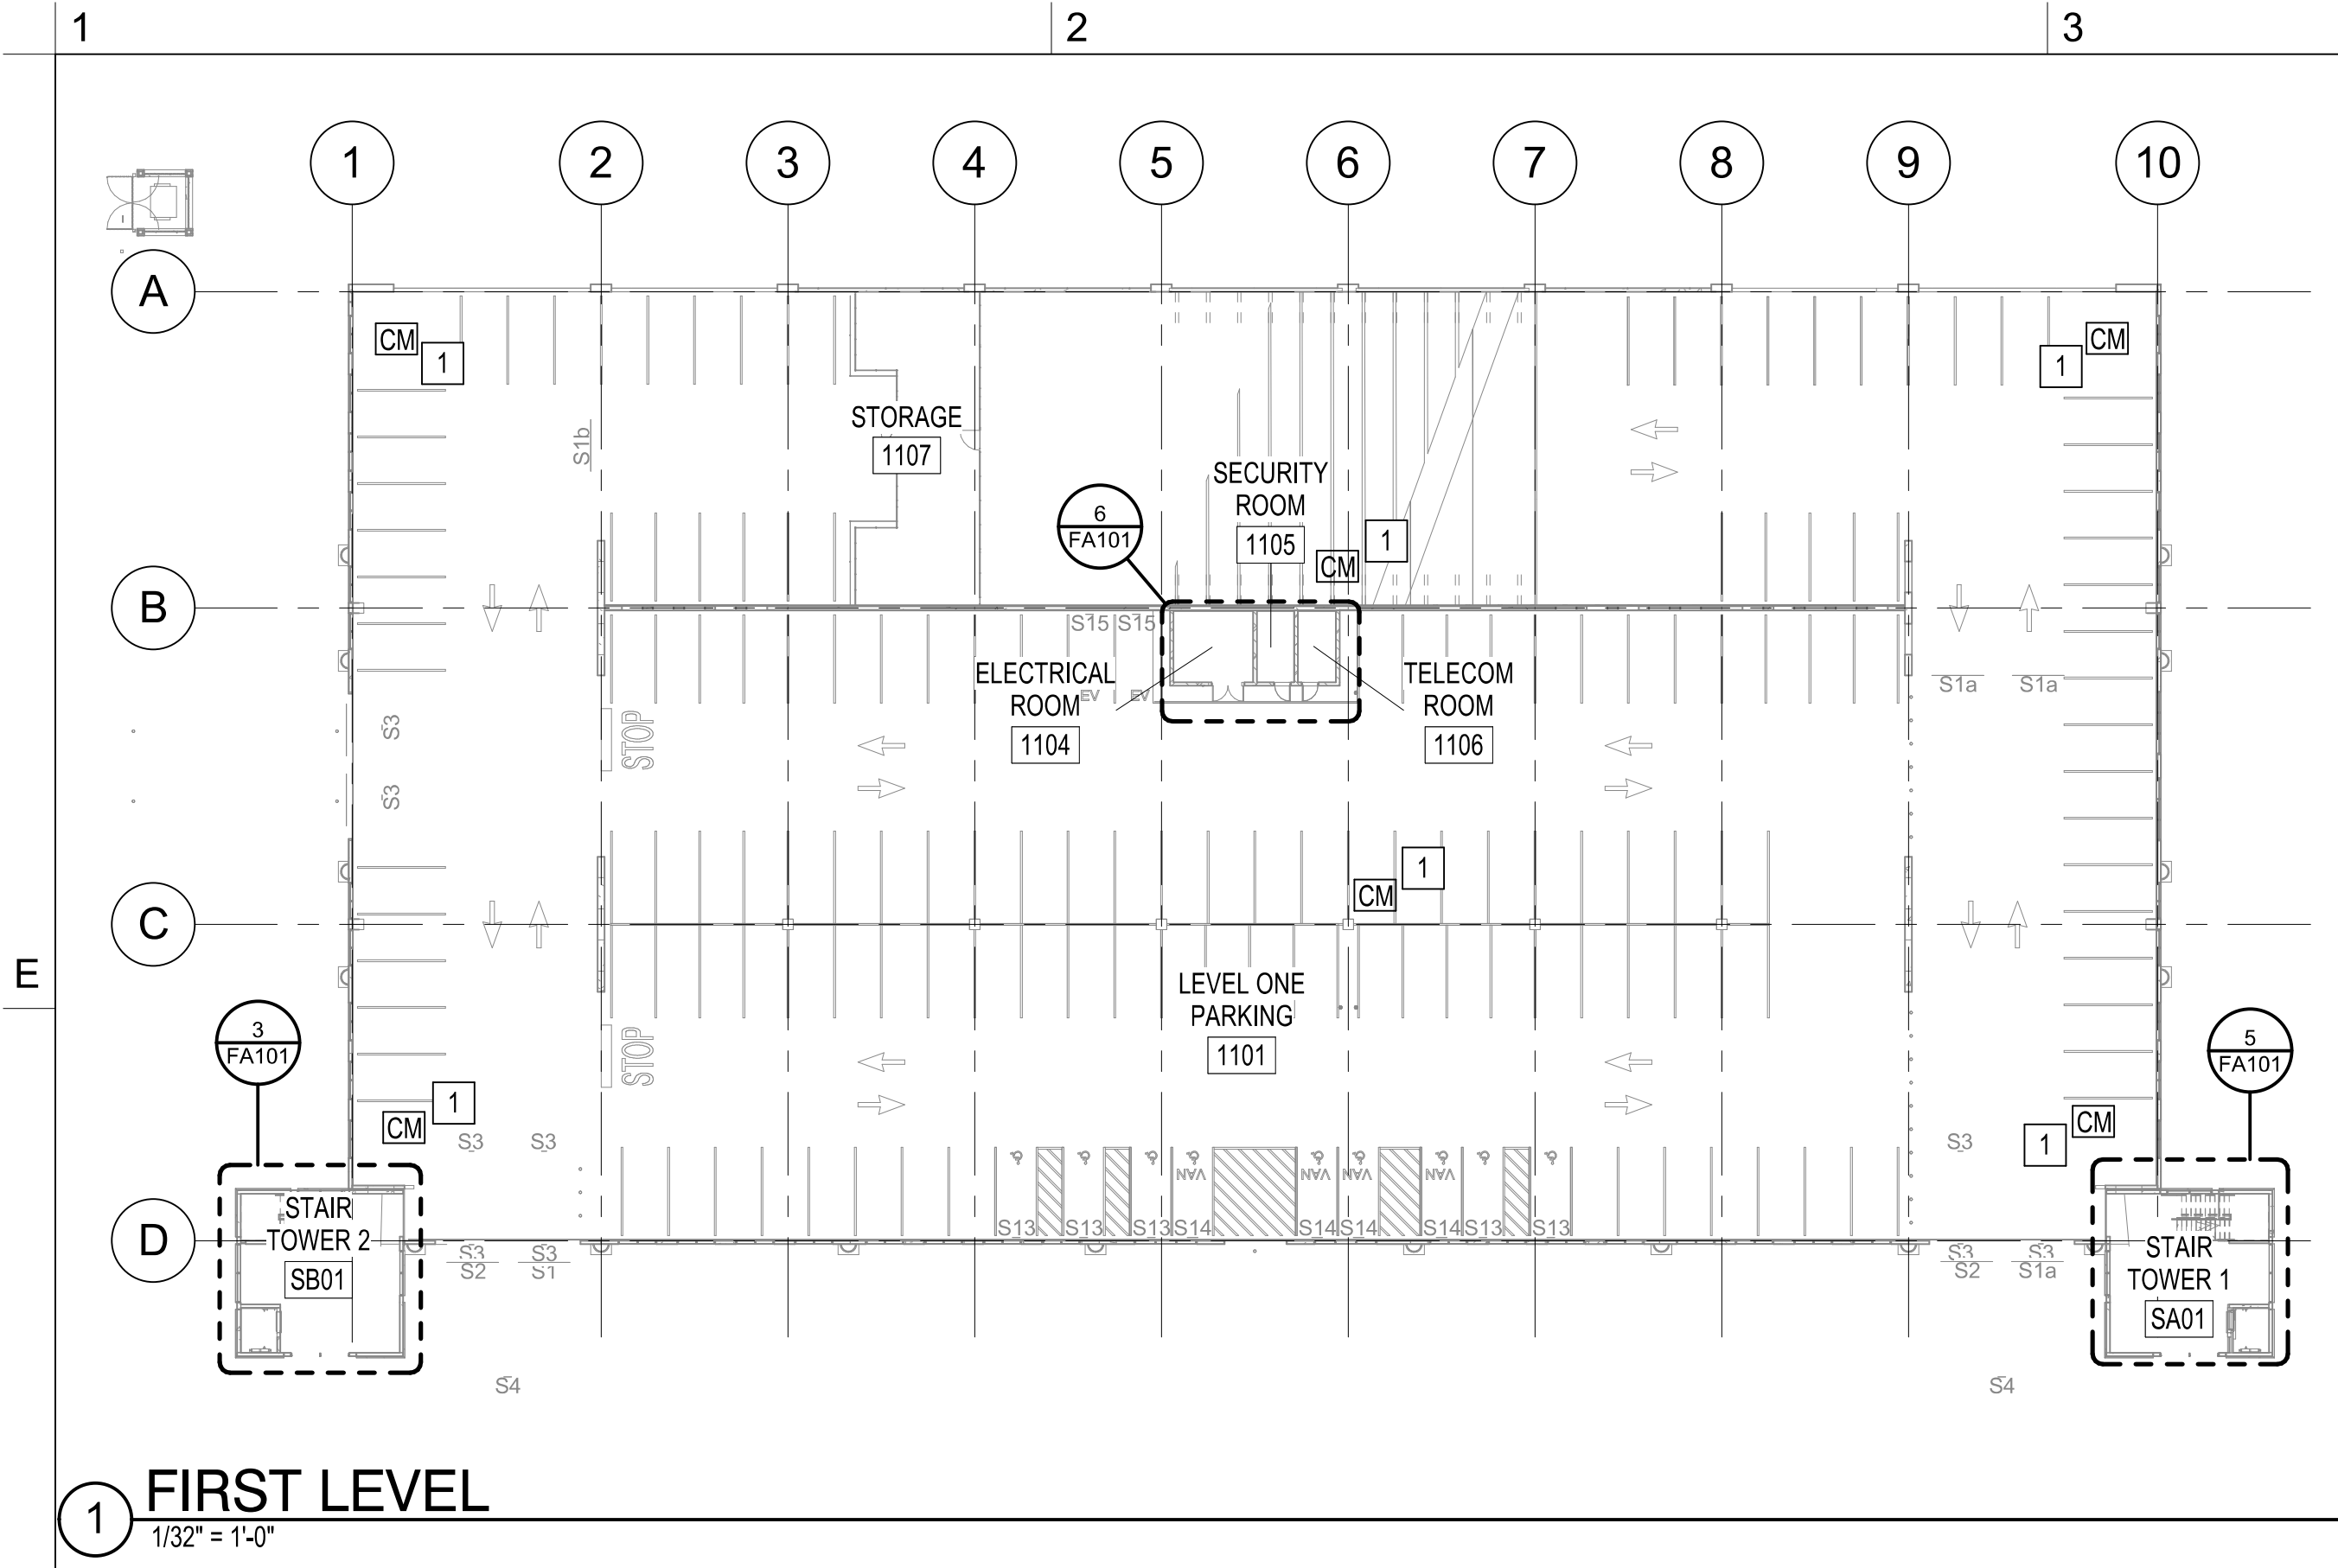 1 2 3
1 2 3 4 5 6 7 8 9 10
A
CM CM
1 1
STORAGE
1107
S1b
SECURITY
ROOM
1105
6
FA101
1
CM
B
S15 S15
ELECTRICAL
ROOM
1104
EV EV
TELECOM
ROOM
1106
S1a S1a
S3
STOP
S3
1
CM
C
E
LEVEL ONE
PARKING
1101
3
FA101
STOP
5
FA101
1
CM
S3 S3
CM
1
S3
VAN VAN VAN VAN
S13 S13 S13 S14 S14 S14 S14 S13 S13
D
STAIR
TOWER 2
SB01
S3 S3
S2 S1
S3 S3
S2 S1a
STAIR
TOWER 1
SA01
S4 S4
1
FIRST LEVEL
1/32" = 1'-0"